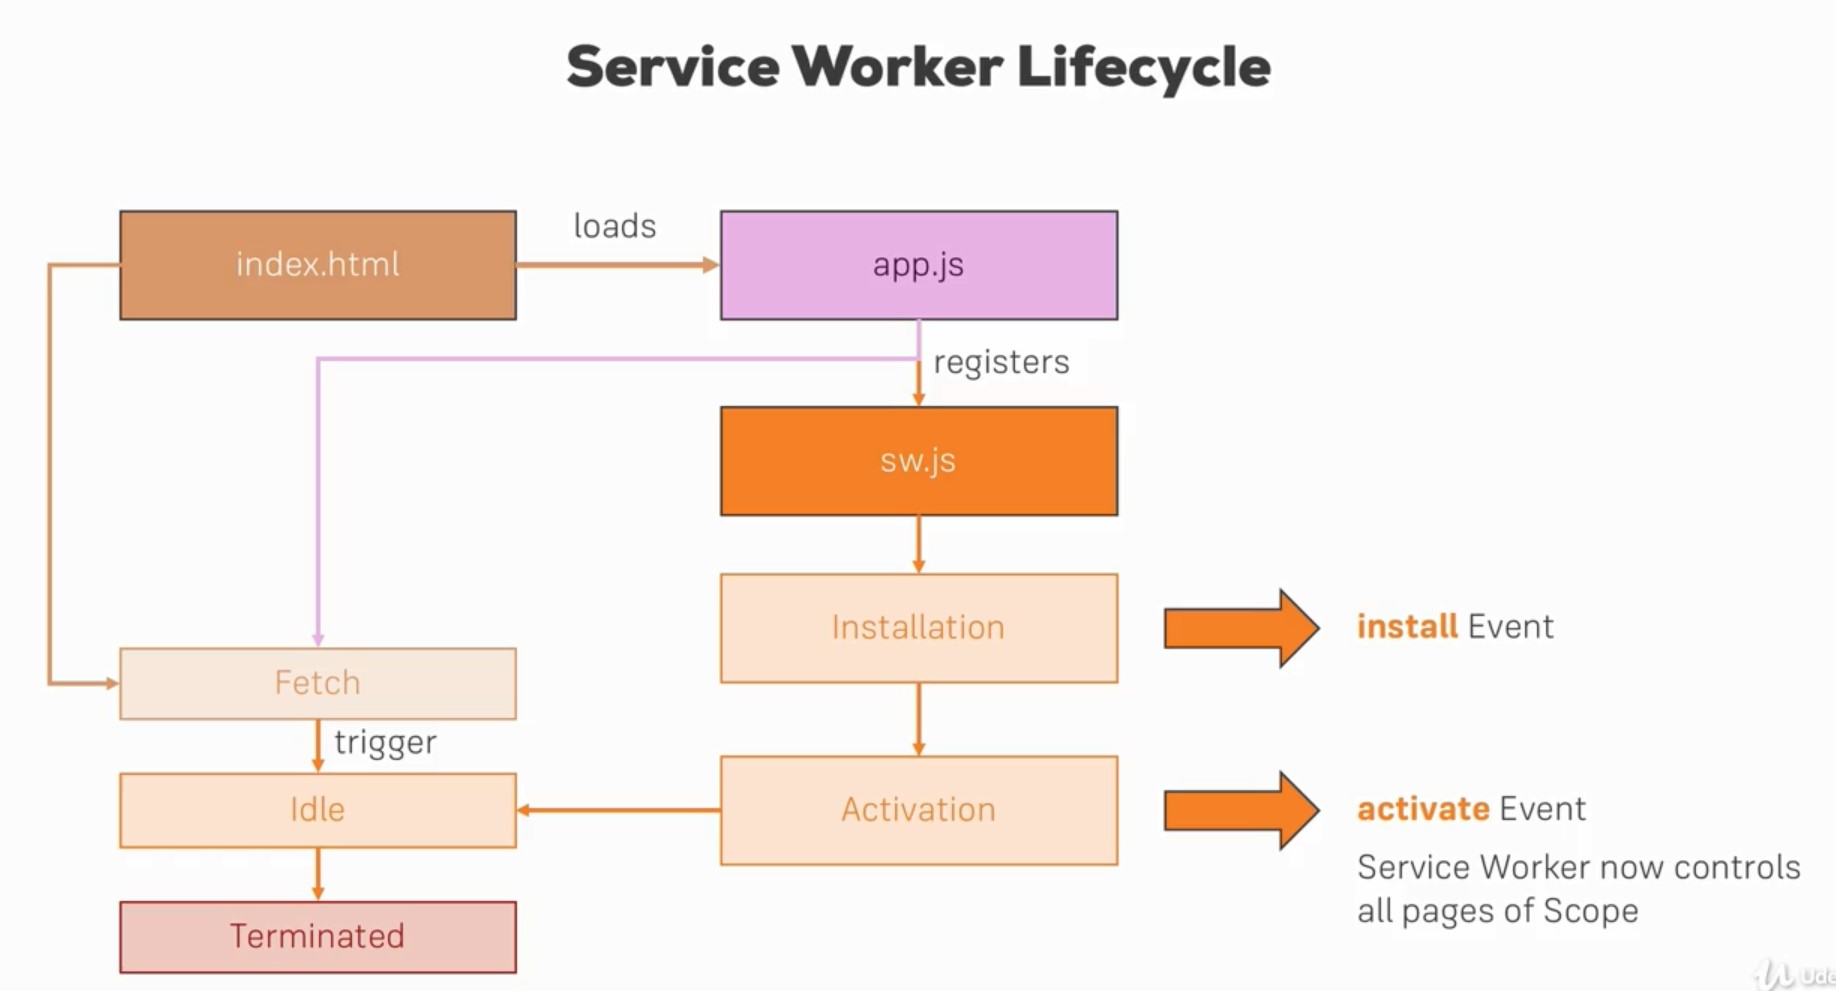 Service Worker Lifecycle
index.html
loads
app.js
registers
sw.js
Installation
install Event
Fetch
trigger
Idle
Activation
activate Event
Service Worker now controls
all pages of Scope
Terminated